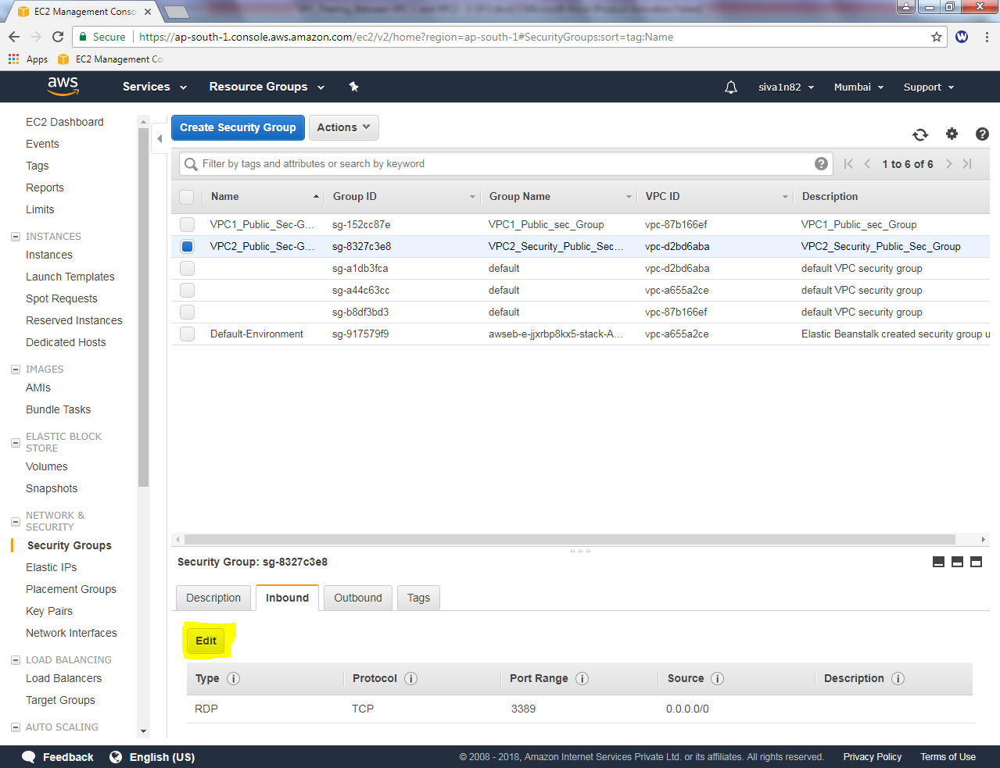 EC2 Management Conso
Secure
https://ap-south-1.console.aws.amazon.com/ec2/v2/home?region=ap-south-1#SecurityGroups:sort=tag:Name
W
Apps
EC2 Management Co
aws
Services
Resource Groups
siva1n82
Mumbai
Support
EC2 Dashboard
Events
Tags
Reports
Limits
INSTANCES
Instances
Launch Templates
Spot Requests
Reserved Instances
Dedicated Hosts
IMAGES
AMIs
Bundle Tasks
ELASTIC BLOCK
STORE
Volumes
Snapshots
NETWORK &
SECURITY
Security Groups
Elastic IPs
Placement Groups
Key Pairs
Network Interfaces
LOAD BALANCING
Load Balancers
Target Groups
AUTO SCALING
Create Security Group
Actions
Filter by tags and attributes or search by keyword
1 to 6 of 6
Name Group ID Group Name VPC ID Description
VPC1_Public_Sec-G... sg-152cc87e VPC1_Public_sec_Group vpc-87b166ef VPC1_Public_sec_Group
VPC2_Public_Sec-G... sg-8327c3e8 VPC2_Security_Public_Sec... vpc-d2bd6aba VPC2_Security_Public_Sec_Group
sg-a1db3fca default vpc-d2bd6aba default VPC security group
sg-a44c63cc default vpc-a655a2ce default VPC security group
sg-b8df3bd3 default vpc-87b166ef default VPC security group
Default-Environment sg-917579f9 awseb-e-jjxrbp8kx5-stack-A... vpc-a655a2ce Elastic Beanstalk created security group u
Security Group: sg-8327c3e8
Description
Inbound
Outbound
Tags
Edit
Type Protocol Port Range Source Description
RDP TCP 3389 0.0.0.0/0
Feedback
English (US)
© 2008 - 2018, Amazon Internet Services Private Ltd. or its affiliates. All rights reserved.
Privacy Policy
Terms of Use